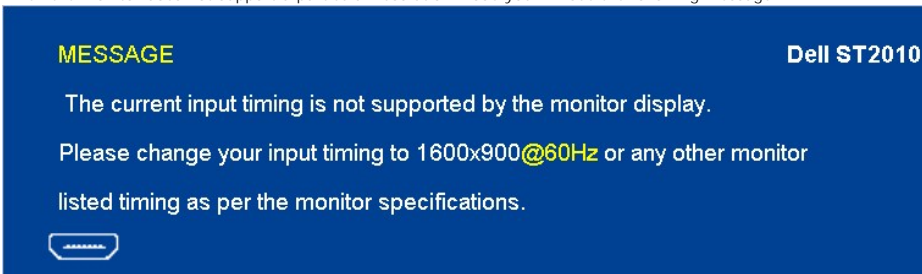 MESSAGE Dell ST2010
The current input timing is not supported by the monitor display.
Please change your input timing to 1600x900@60Hz or any other monitor
listed timing as per the monitor specifications.